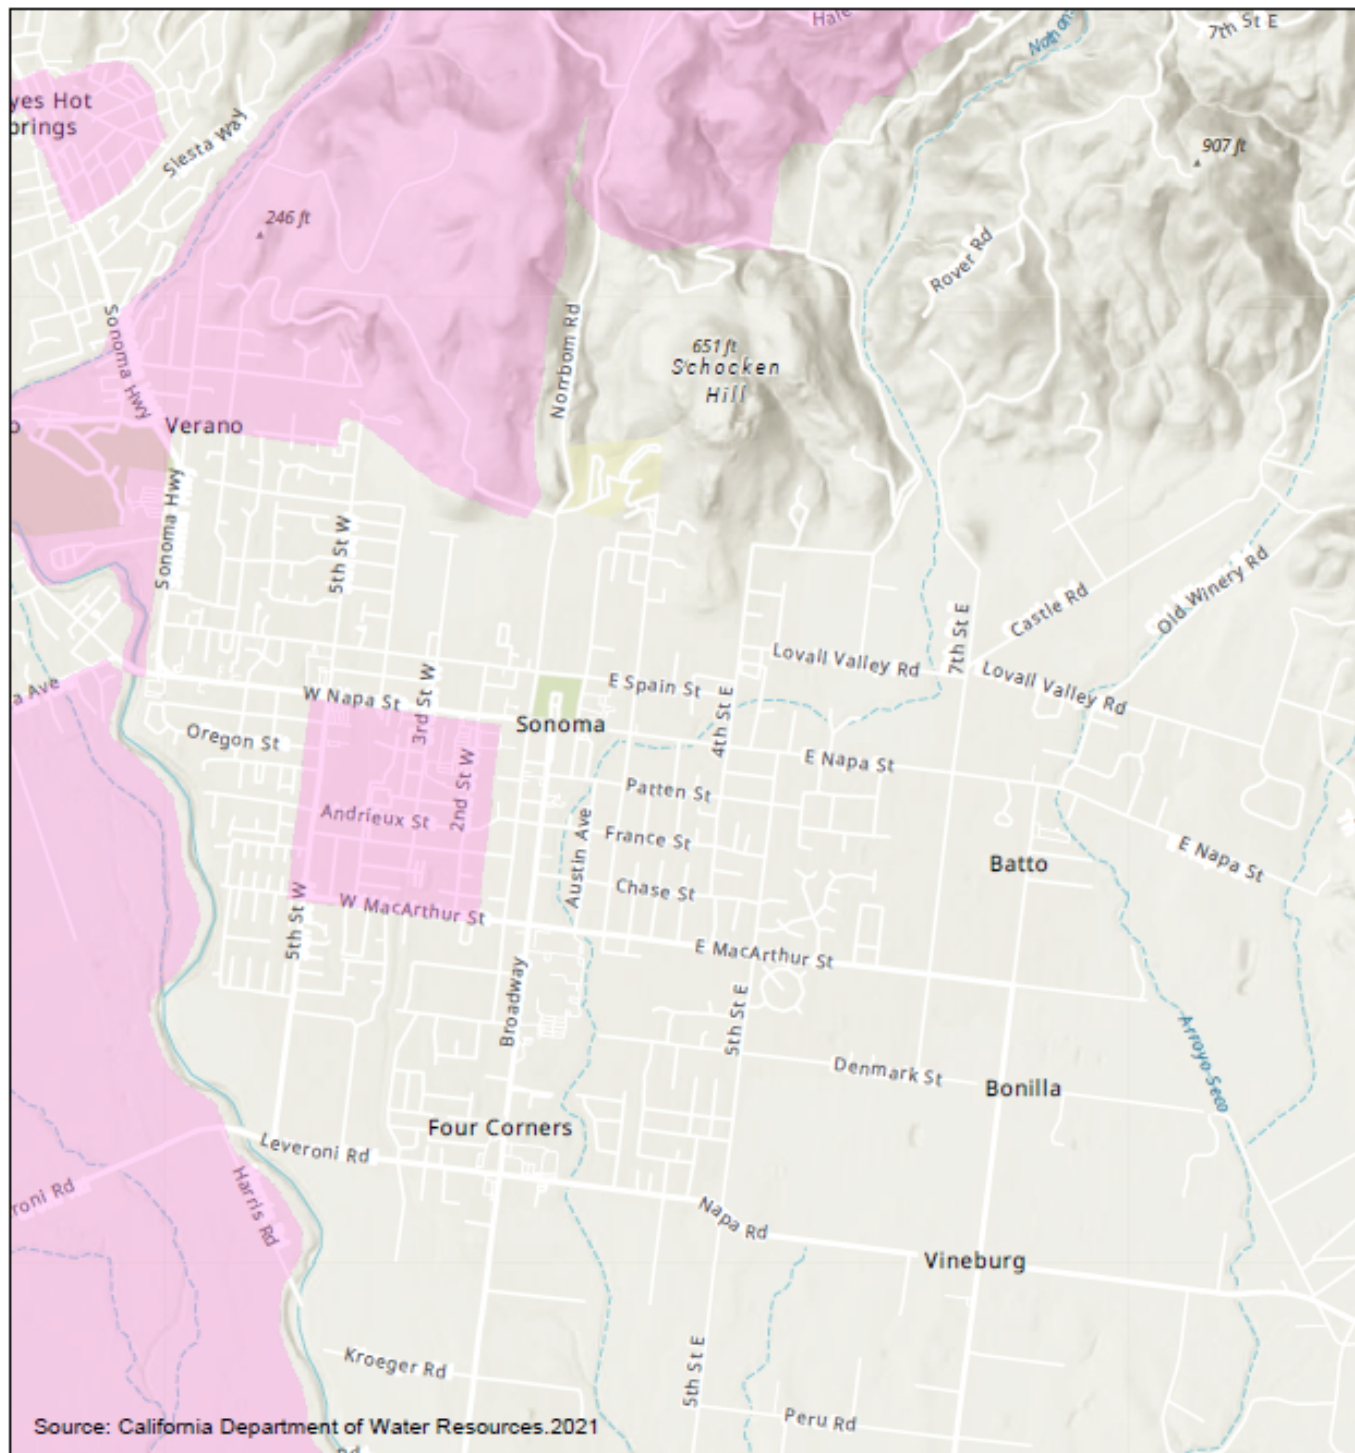 Hale
7th St E
yes Hot
prings
Siesta Way
907 ft
246 ft
Rover Rd
Sonoma Hwy
Norrbom Rd
651 ft
Schocken
Hill
o
Verano
Sonoma Hwy
5th St W
Castle Rd
Old Winery Rd
7th St E
Lovall Valley Rd
Lovall Valley Rd
E Spain St
a Ave
W Napa St
3rd St W
4th St E
Sonoma
Oregon St
E Napa St
2nd St W
Patten St
Andrieux St
France St
Austin Ave
E Napa St
Batto
Chase St
5th St W
W MacArthur St
E MacArthur St
Broadway
5th St E
Arroyo Seco
Denmark St
Bonilla
Four Corners
Leveroni Rd
roni Rd
Harris Rd
Napa Rd
Vineburg
Kroeger Rd
5th St E
Peru Rd
Source: California Department of Water Resources.2021
Rd